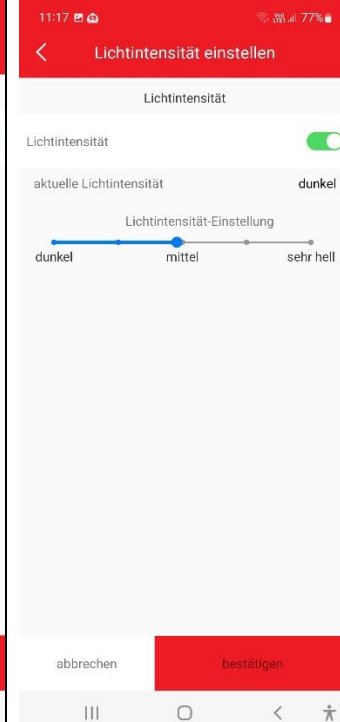 11:17 77%
Lichtintensität einstellen
Lichtintensität
Lichtintensität
aktuelle Lichtintensität dunkel
Lichtintensität-Einstellung
dunkel mittel sehr hell
abbrechen bestätigen